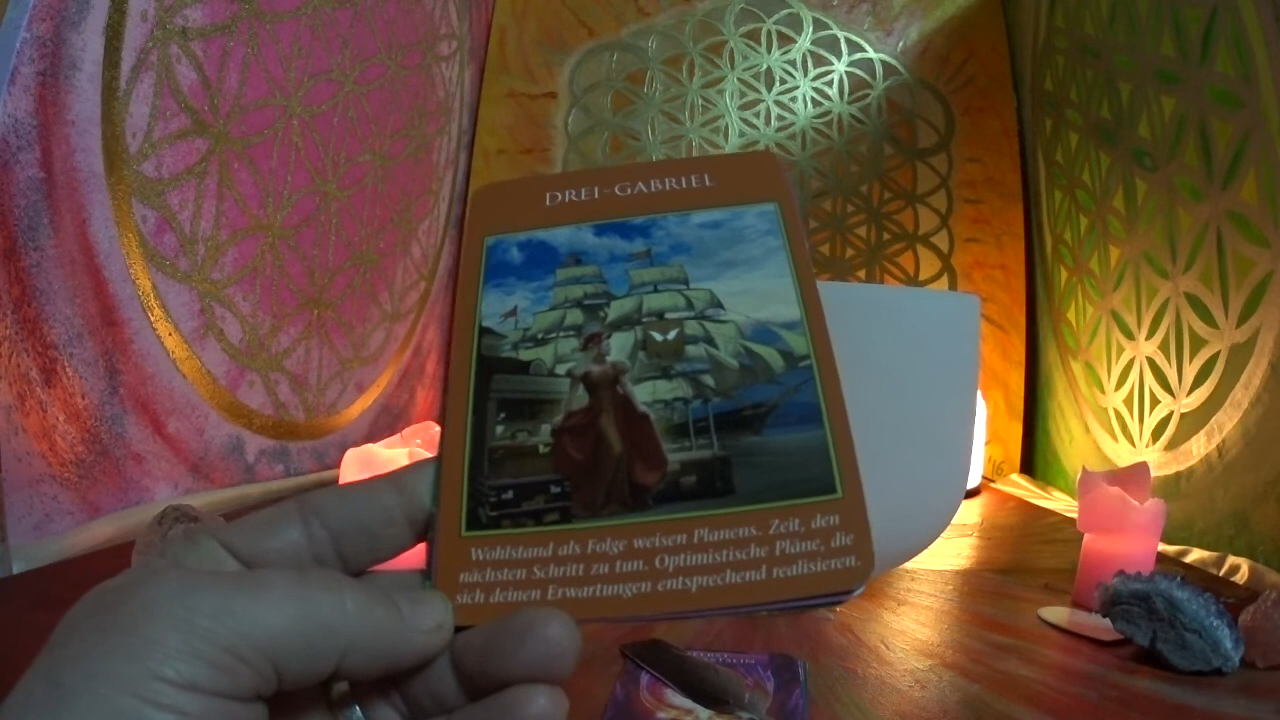 DREI-GABRIEL
Wohlstand als Folge weisen Planens. Zeit, den
nächsten Schritt zu tun. Optimistische Pläne, die
sich deinen Erwartungen entsprechend realisieren.
'16